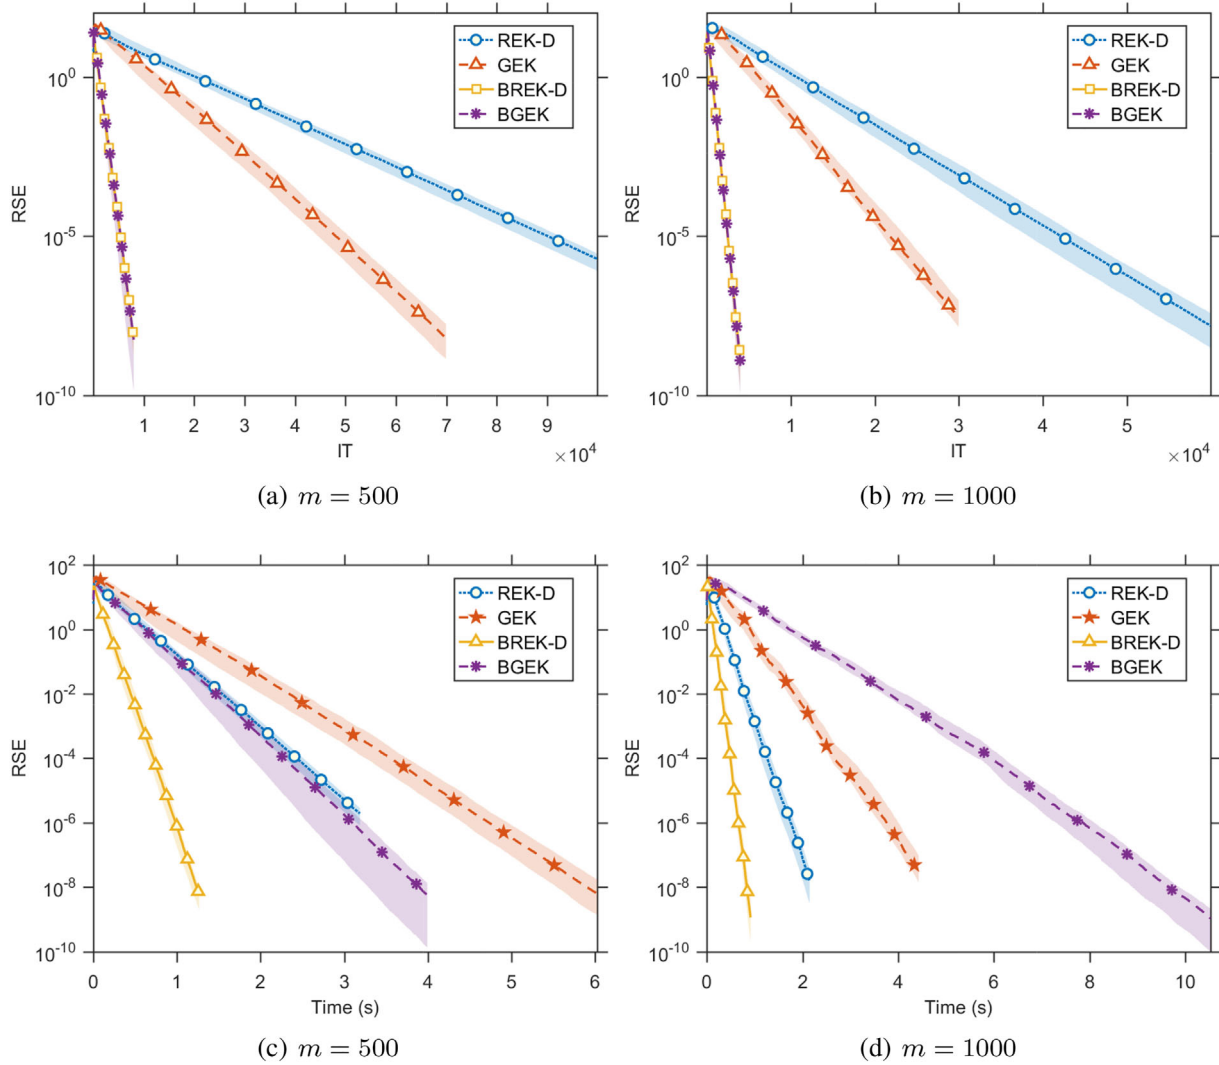 REK-D
GEK
BREK-D
BGEK
10^0
10^-5
10^-10
RSE
1 2 3 4 5 6 7 8 9
IT
×10^4
(a) m = 500
REK-D
GEK
BREK-D
BGEK
10^0
10^-5
10^-10
RSE
1 2 3 4 5
IT
×10^4
(b) m = 1000
REK-D
GEK
BREK-D
BGEK
10^2
10^0
10^-2
10^-4
10^-6
10^-8
10^-10
RSE
0 1 2 3 4 5 6
Time (s)
(c) m = 500
REK-D
GEK
BREK-D
BGEK
10^2
10^0
10^-2
10^-4
10^-6
10^-8
10^-10
RSE
0 2 4 6 8 10
Time (s)
(d) m = 1000